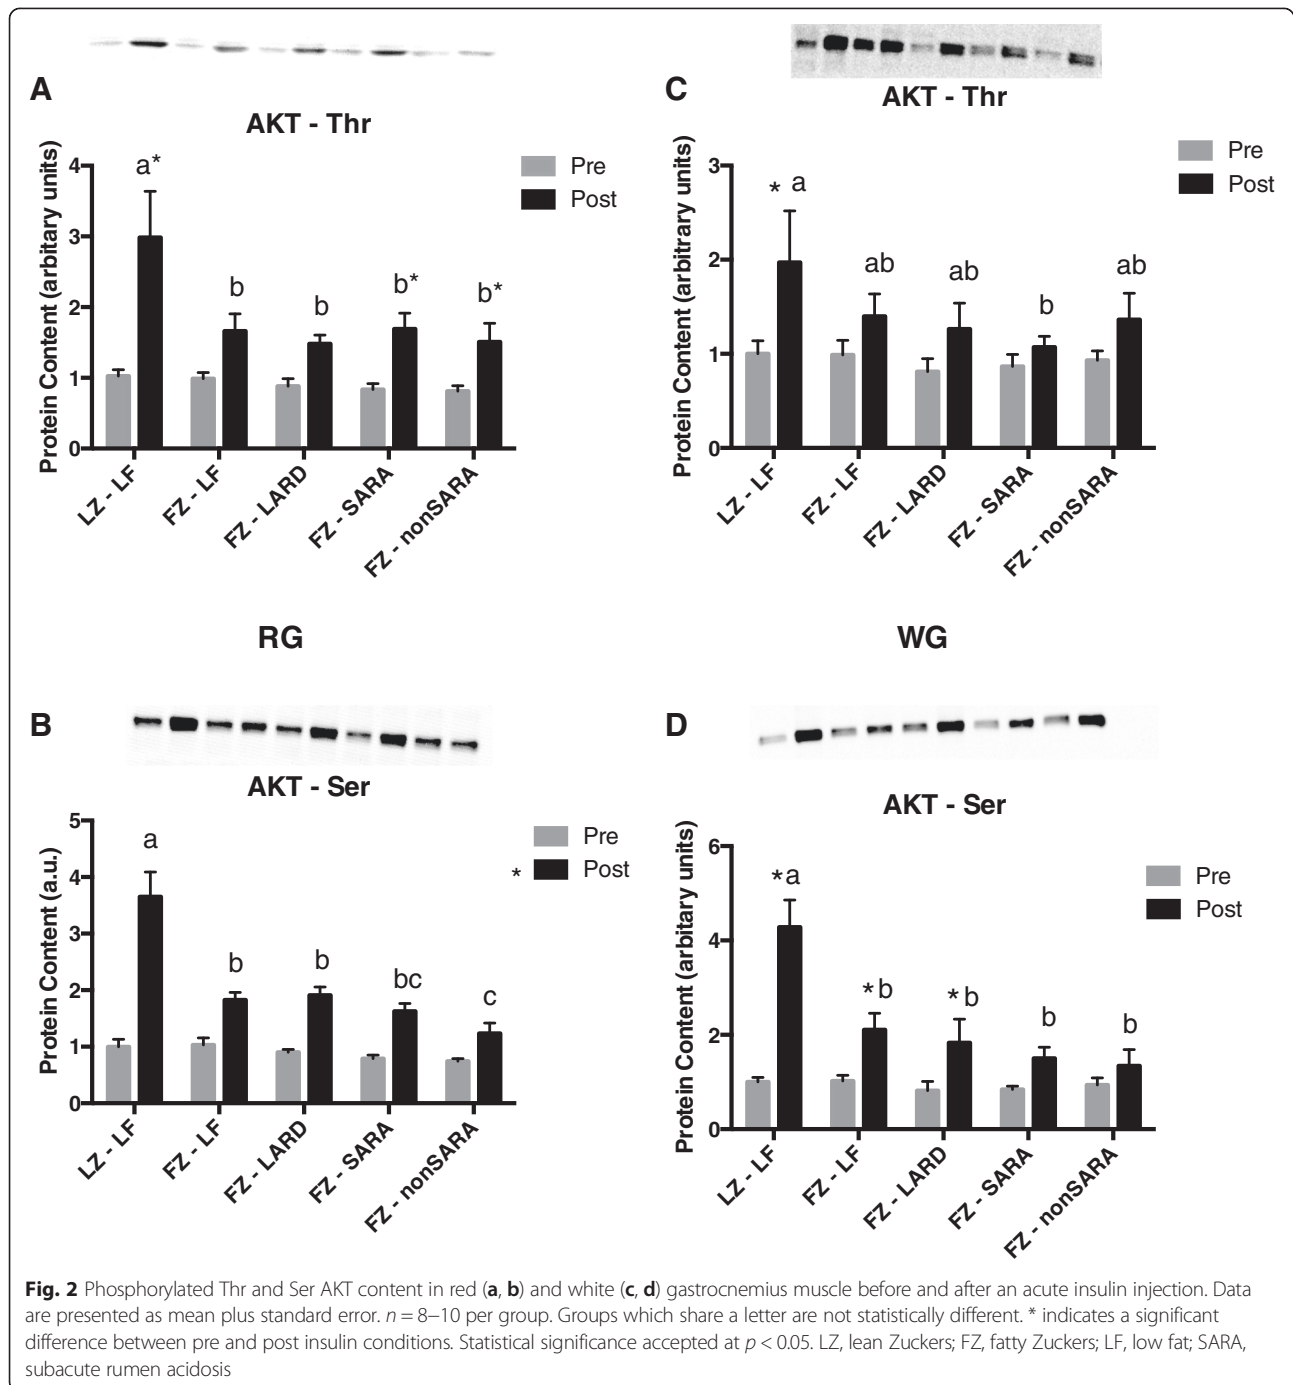 A
AKT - Thr
Protein Content (arbitary units)
4
3
2
1
0
a*
b
b
b*
b*
Pre
Post
LZ - LF
FZ - LF
FZ - LARD
FZ - SARA
FZ - nonSARA
C
AKT - Thr
Protein Content (arbitrary units)
3
2
1
0
* a
ab
ab
b
ab
Pre
Post
LZ - LF
FZ - LF
FZ - LARD
FZ - SARA
FZ - nonSARA
RG
WG
B
AKT - Ser
Protein Content (a.u.)
5
4
3
2
1
0
a
b
b
bc
c
Pre
* Post
LZ - LF
FZ - LF
FZ - LARD
FZ - SARA
FZ - nonSARA
D
AKT - Ser
Protein Content (arbitary units)
6
4
2
0
*a
*b
*b
b
b
Pre
Post
LZ - LF
FZ - LF
FZ - LARD
FZ - SARA
FZ - nonSARA
Fig. 2 Phosphorylated Thr and Ser AKT content in red (a, b) and white (c, d) gastrocnemius muscle before and after an acute insulin injection. Data
are presented as mean plus standard error. n = 8–10 per group. Groups which share a letter are not statistically different. * indicates a significant
difference between pre and post insulin conditions. Statistical significance accepted at p < 0.05. LZ, lean Zuckers; FZ, fatty Zuckers; LF, low fat; SARA,
subacute rumen acidosis